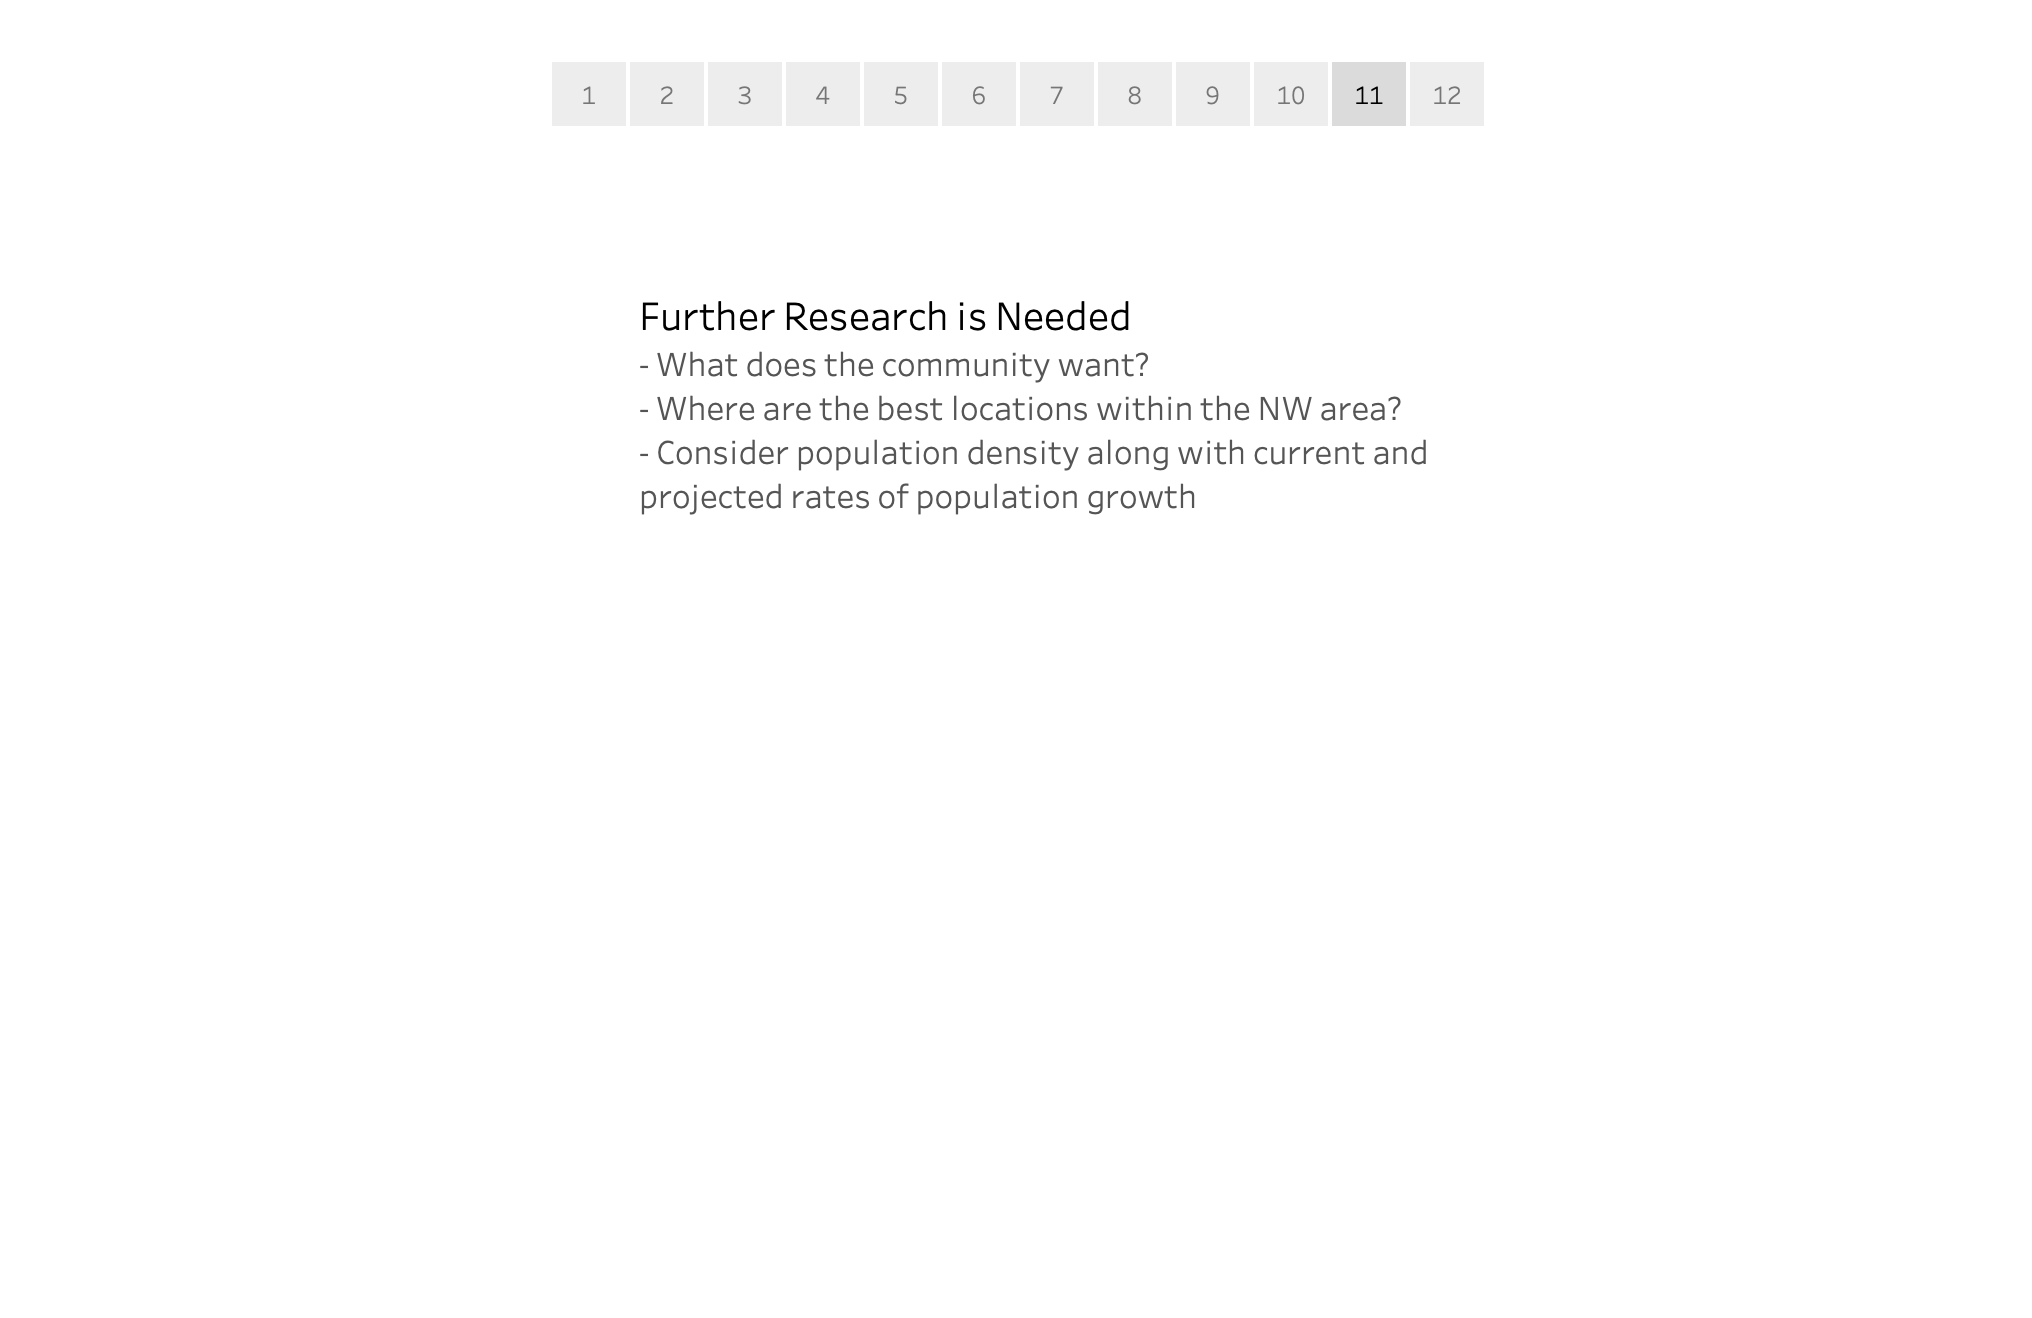 1 2 3 4 5 6 7 8 9 10 11 12
Further Research is Needed
- What does the community want?
- Where are the best locations within the NW area?
- Consider population density along with current and
projected rates of population growth